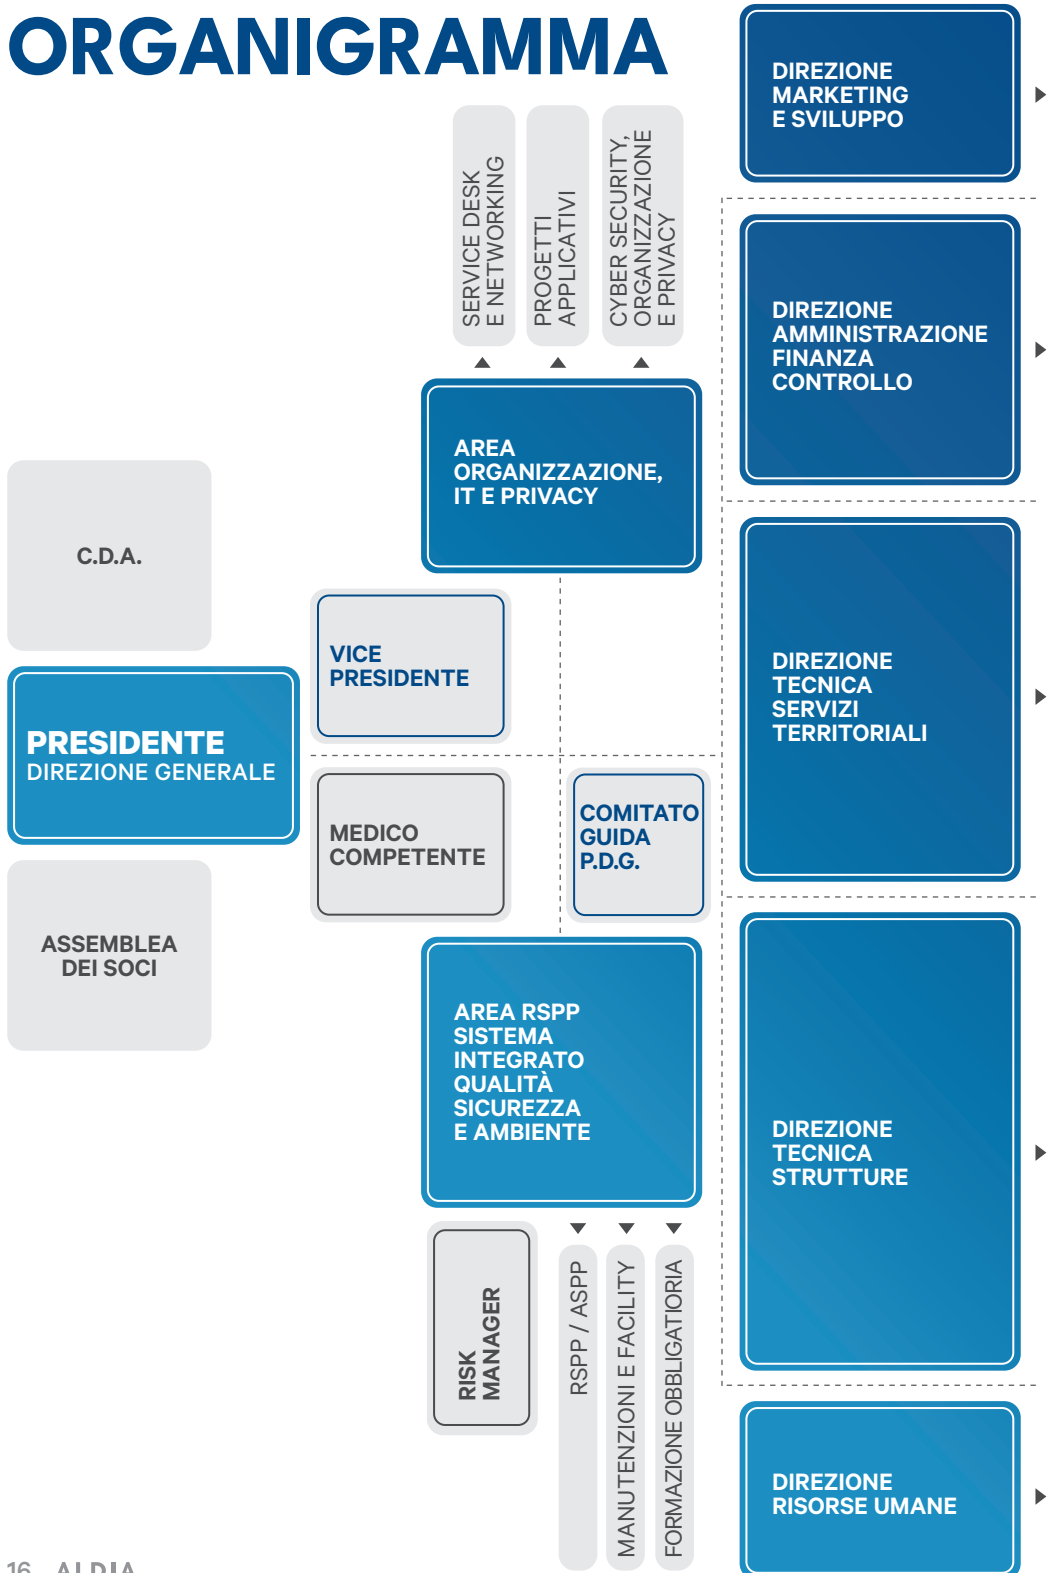 ORGANIGRAMMA
SERVICE DESK
E NETWORKING
PROGETTI
APPLICATIVI
CYBER SECURITY,
ORGANIZZAZIONE
E PRIVACY
AREA
ORGANIZZAZIONE,
IT E PRIVACY
C.D.A.
VICE
PRESIDENTE
PRESIDENTE
DIREZIONE GENERALE
MEDICO
COMPETENTE
COMITATO
GUIDA
P.D.G.
ASSEMBLEA
DEI SOCI
AREA RSPP
SISTEMA
INTEGRATO
QUALITÀ
SICUREZZA
E AMBIENTE
RISK
MANAGER
RSPP / ASPP
MANUTENZIONI E FACILITY
FORMAZIONE OBBLIGATIORIA
DIREZIONE
MARKETING
E SVILUPPO
DIREZIONE
AMMINISTRAZIONE
FINANZA
CONTROLLO
DIREZIONE
TECNICA
SERVIZI
TERRITORIALI
DIREZIONE
TECNICA
STRUTTURE
DIREZIONE
RISORSE UMANE
16 ALDIA